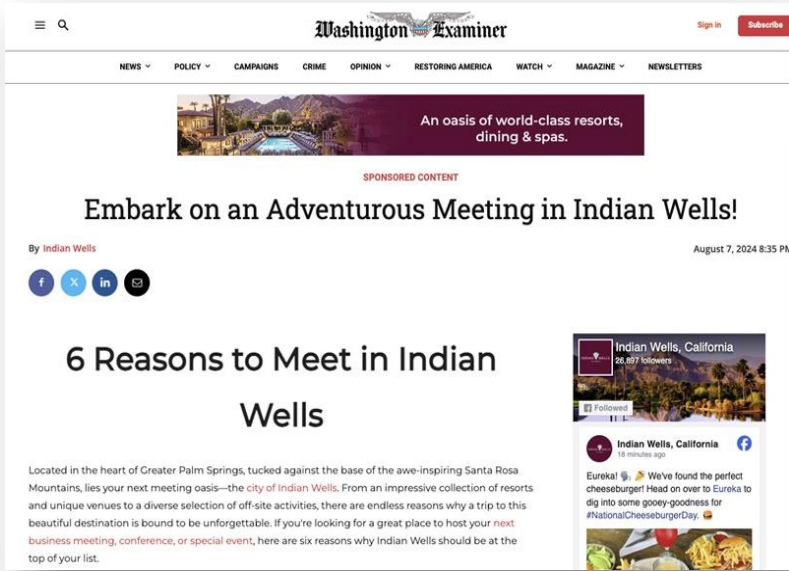 Washington Examiner
Sign in
Subscribe
NEWS POLICY CAMPAIGNS CRIME OPINION RESTORING AMERICA WATCH MAGAZINE NEWSLETTERS
An oasis of world-class resorts,
dining & spas.
SPONSORED CONTENT
Embark on an Adventurous Meeting in Indian Wells!
By Indian Wells
August 7, 2024 8:35 PM
6 Reasons to Meet in Indian
Wells
Located in the heart of Greater Palm Springs, tucked against the base of the awe-inspiring Santa Rosa
Mountains, lies your next meeting oasis—the city of Indian Wells. From an impressive collection of resorts
and unique venues to a diverse selection of off-site activities, there are endless reasons why a trip to this
beautiful destination is bound to be unforgettable. If you're looking for a great place to host your next
business meeting, conference, or special event, here are six reasons why Indian Wells should be at the
top of your list.
Indian Wells, California
26,897 followers
Followed
Indian Wells, California
18 minutes ago
Eureka! 🗣️ 🎉 We've found the perfect
cheeseburger! Head on over to Eureka to
dig into some gooey-goodness for
#NationalCheeseburgerDay. 😄